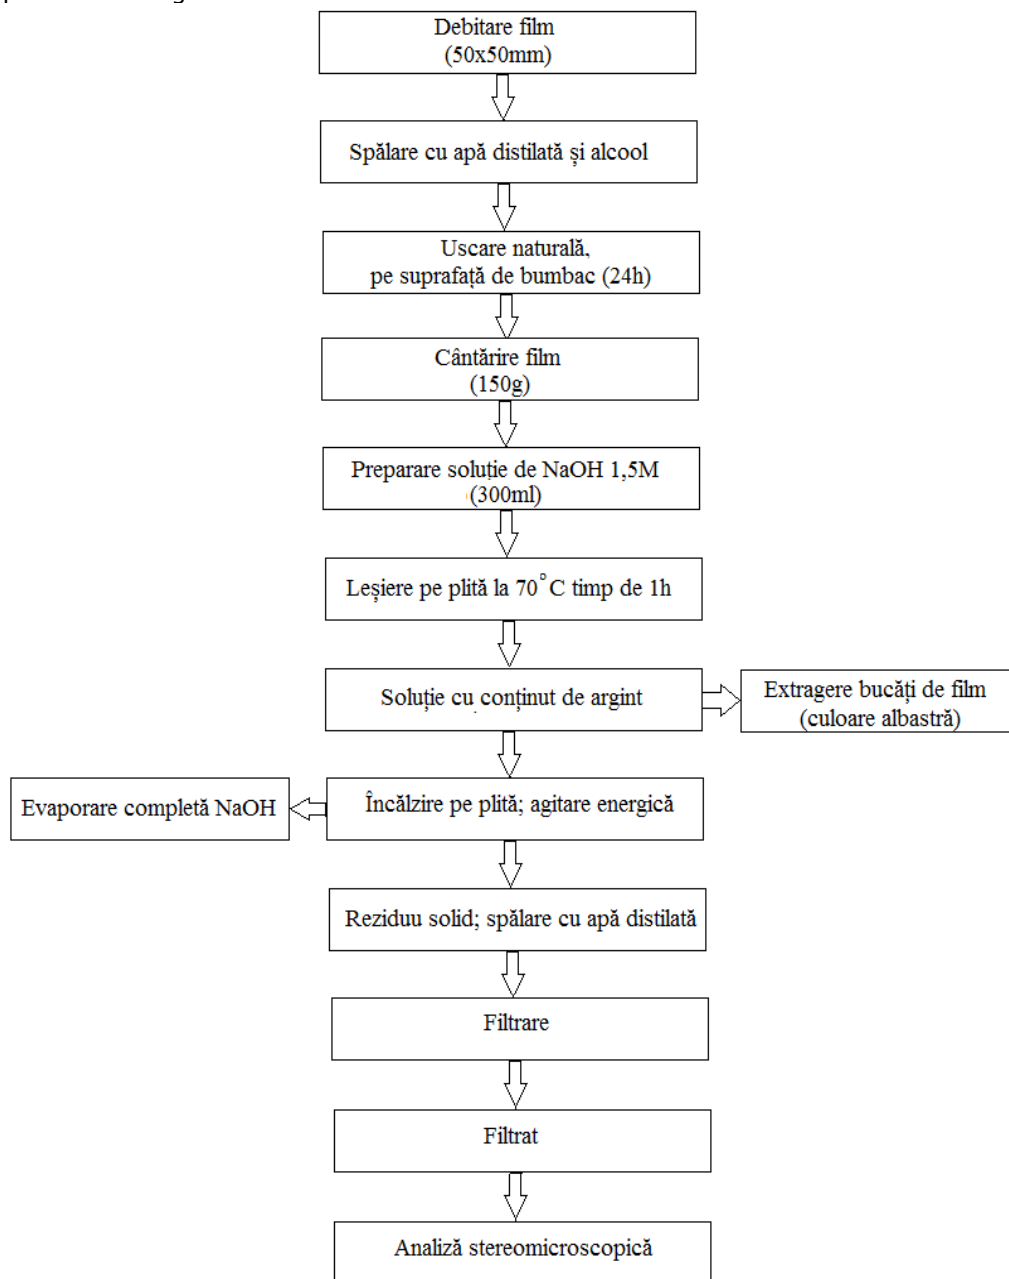 Debitare film
(50x50mm)
Spălare cu apă distilată și alcool
Uscare naturală,
pe suprafață de bumbac (24h)
Cântărire film
(150g)
Preparare soluție de NaOH 1,5M
(300ml)
Leșiere pe plită la 70°C timp de 1h
Soluție cu conținut de argint
Extragere bucăți de film
(culoare albastră)
Evaporare completă NaOH
Încălzire pe plită; agitare energică
Reziduu solid; spălare cu apă distilată
Filtrare
Filtrat
Analiză stereomicroscopică